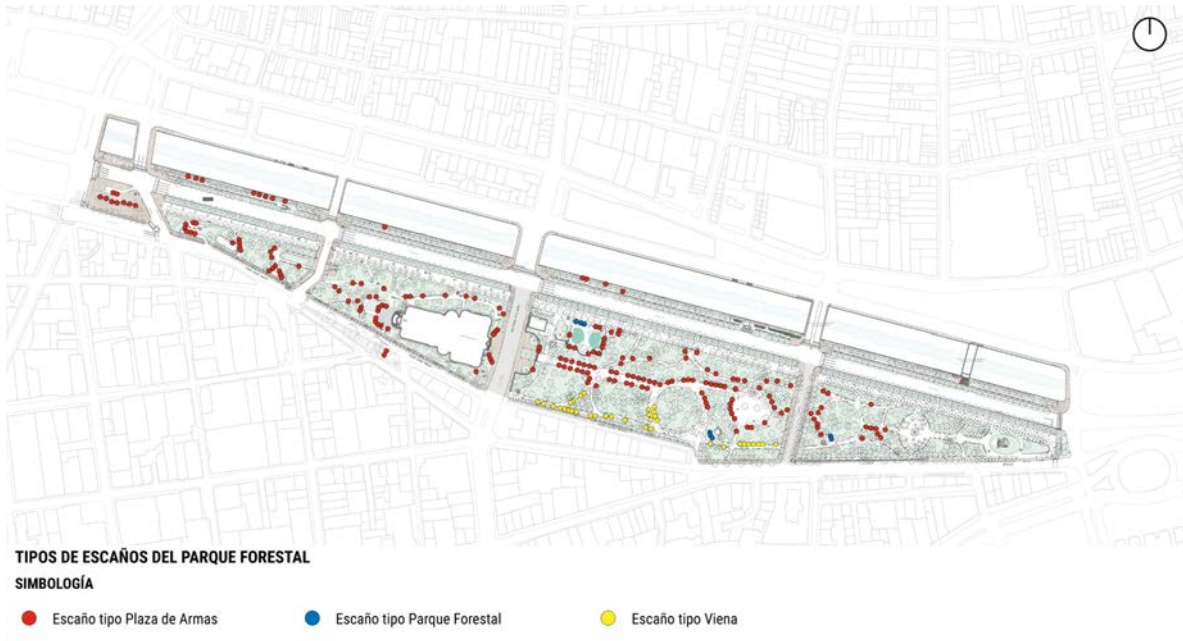 TIPOS DE ESCAÑOS DEL PARQUE FORESTAL
SIMBOLOGÍA
Escaño tipo Plaza de Armas
Escaño tipo Parque Forestal
Escaño tipo Viena